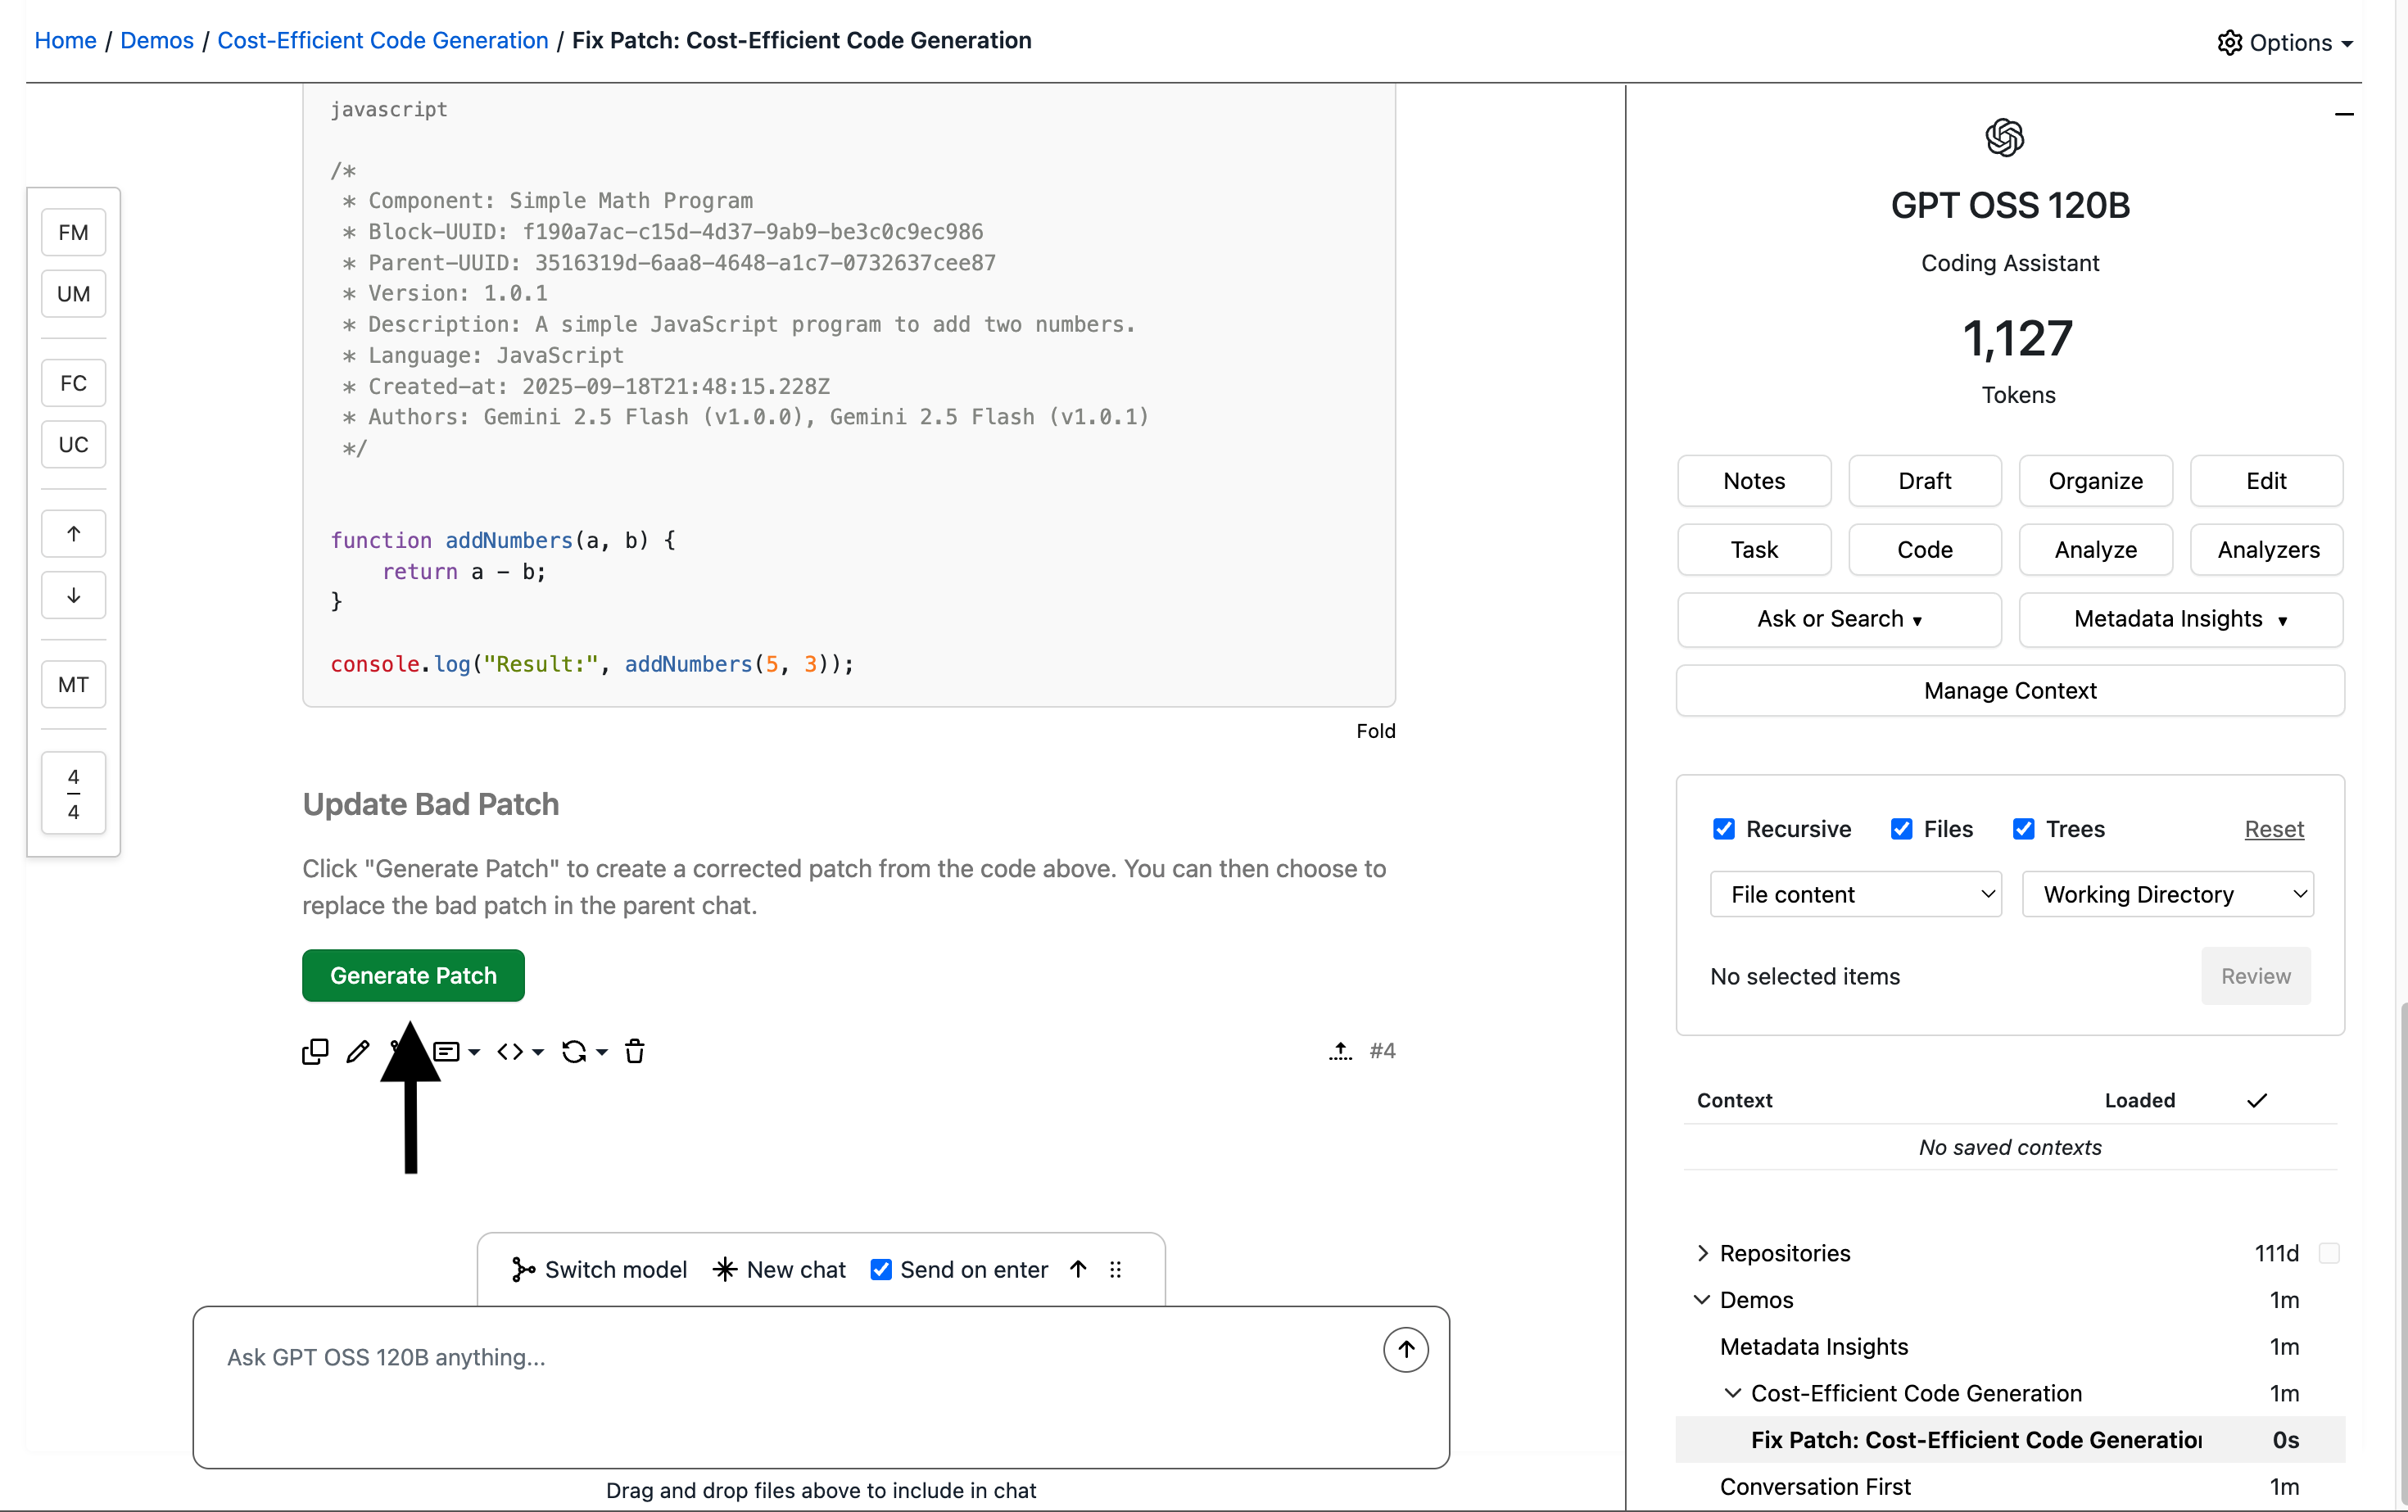 Home / Demos / Cost-Efficient Code Generation / Fix Patch: Cost-Efficient Code Generation
Options
FM
UM
FC
UC
↑
↓
MT
4
4
javascript
/*
* Component: Simple Math Program
* Block-UUID: f190a7ac-c15d-4d37-9ab9-be3c0c9ec986
* Parent-UUID: 3516319d-6aa8-4648-a1c7-0732637cee87
* Version: 1.0.1
* Description: A simple JavaScript program to add two numbers.
* Language: JavaScript
* Created-at: 2025-09-18T21:48:15.228Z
* Authors: Gemini 2.5 Flash (v1.0.0), Gemini 2.5 Flash (v1.0.1)
*/
function addNumbers(a, b) {
return a - b;
}
console.log("Result:", addNumbers(5, 3));
Fold
Update Bad Patch
Click "Generate Patch" to create a corrected patch from the code above. You can then choose to
replace the bad patch in the parent chat.
Generate Patch
#4
Switch model New chat Send on enter ↑
Ask GPT OSS 120B anything...
Drag and drop files above to include in chat
GPT OSS 120B
Coding Assistant
1,127
Tokens
Notes Draft Organize Edit
Task Code Analyze Analyzers
Ask or Search ▾ Metadata Insights ▾
Manage Context
Recursive Files Trees Reset
File content Working Directory
No selected items Review
Context Loaded ✓
No saved contexts
Repositories 111d
Demos 1m
Metadata Insights 1m
Cost-Efficient Code Generation 1m
Fix Patch: Cost-Efficient Code Generation 0s
Conversation First 1m